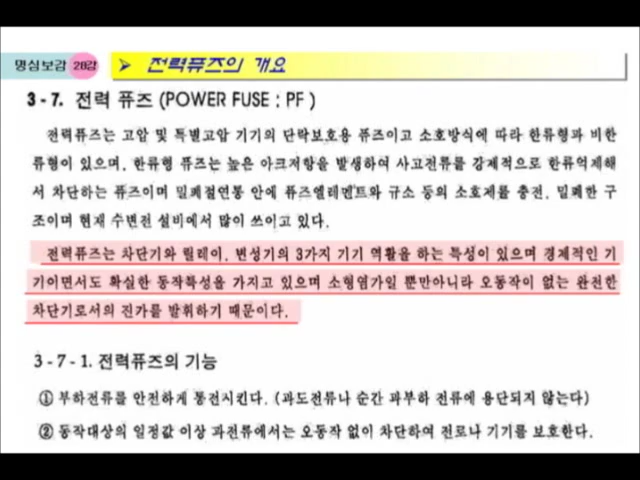 명심보감 20강
➤ 전력퓨즈의 개요
3 - 7. 전력 퓨즈 (POWER FUSE : PF )
전력퓨즈는 고압 및 특별고압 기기의 단락보호용 퓨즈이고 소호방식에 따라 한류형과 비한
류형이 있으며, 한류형 퓨즈는 높은 아크저항을 발생하여 사고전류를 강제적으로 한류억제해
서 차단하는 퓨즈이며 밀폐절연통 안에 퓨즈엘레멘트와 규소 등의 소호제를 충전, 밀폐한 구
조이며 현재 수변전 설비에서 많이 쓰이고 있다.
전력퓨즈는 차단기와 릴레이, 변성기의 3가지 기기 역활을 하는 특성이 있으며 경제적인 기
기이면서도 확실한 동작특성을 가지고 있으며 소형염가일 뿐만아니라 오동작이 없는 완전한
차단기로서의 진가를 발휘하기 때문이다.
3 - 7 - 1. 전력퓨즈의 기능
① 부하전류를 안전하게 통전시킨다. (과도전류나 순간 과부하 전류에 용단되지 않는다)
② 동작대상의 일정값 이상 과전류에서는 오동작 없이 차단하여 전로나 기기를 보호한다.